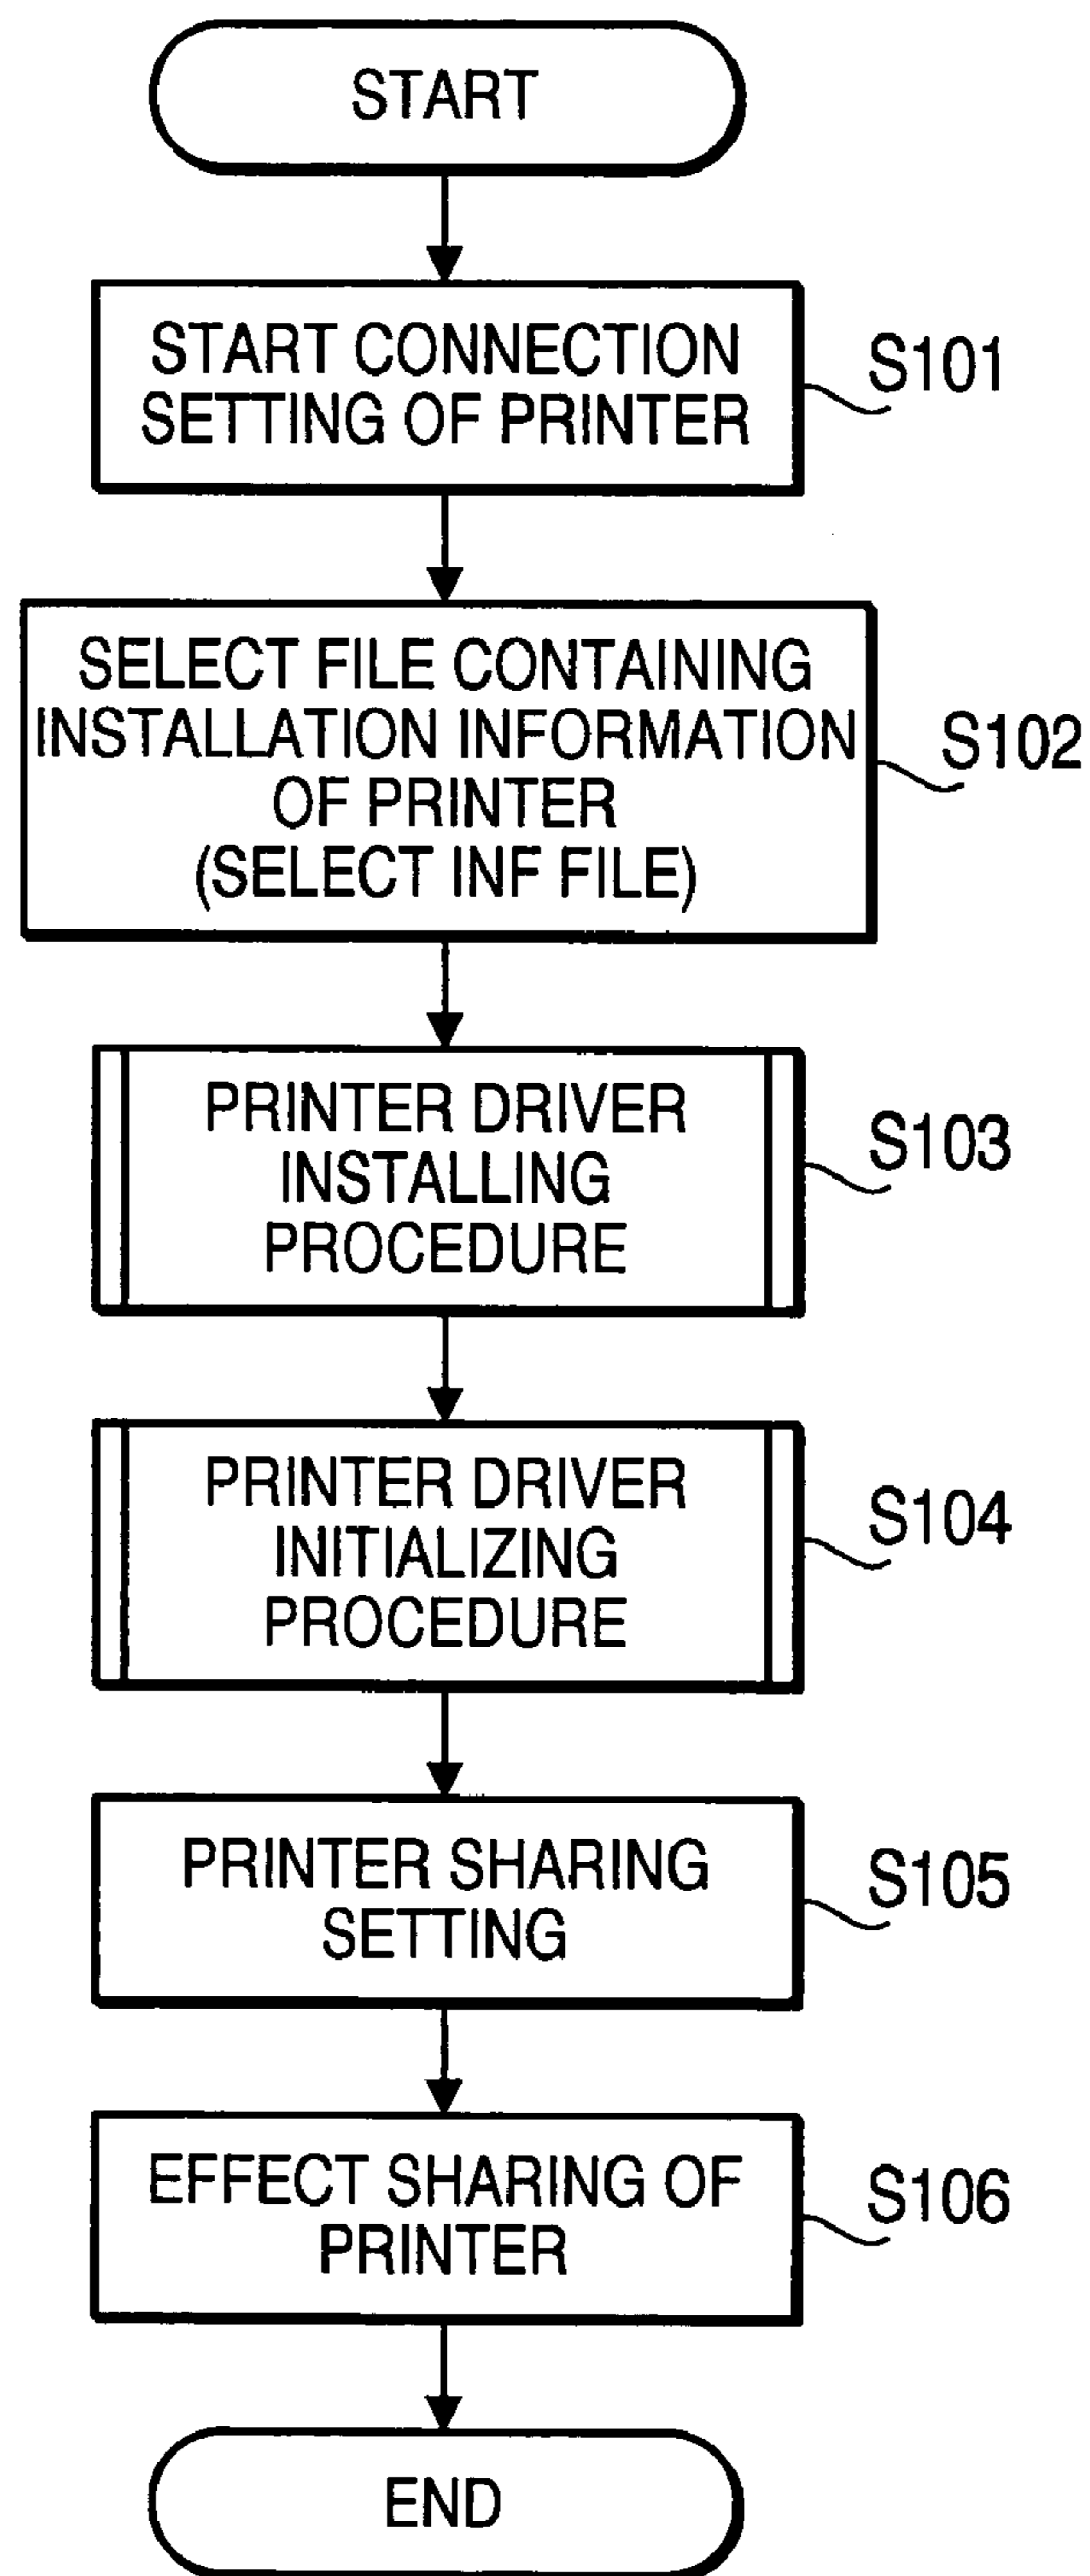 START
START CONNECTION
SETTING OF PRINTER
S101
SELECT FILE CONTAINING
INSTALLATION INFORMATION
OF PRINTER
(SELECT INF FILE)
S102
PRINTER DRIVER
INSTALLING
PROCEDURE
S103
PRINTER DRIVER
INITIALIZING
PROCEDURE
S104
PRINTER SHARING
SETTING
S105
EFFECT SHARING OF
PRINTER
S106
END